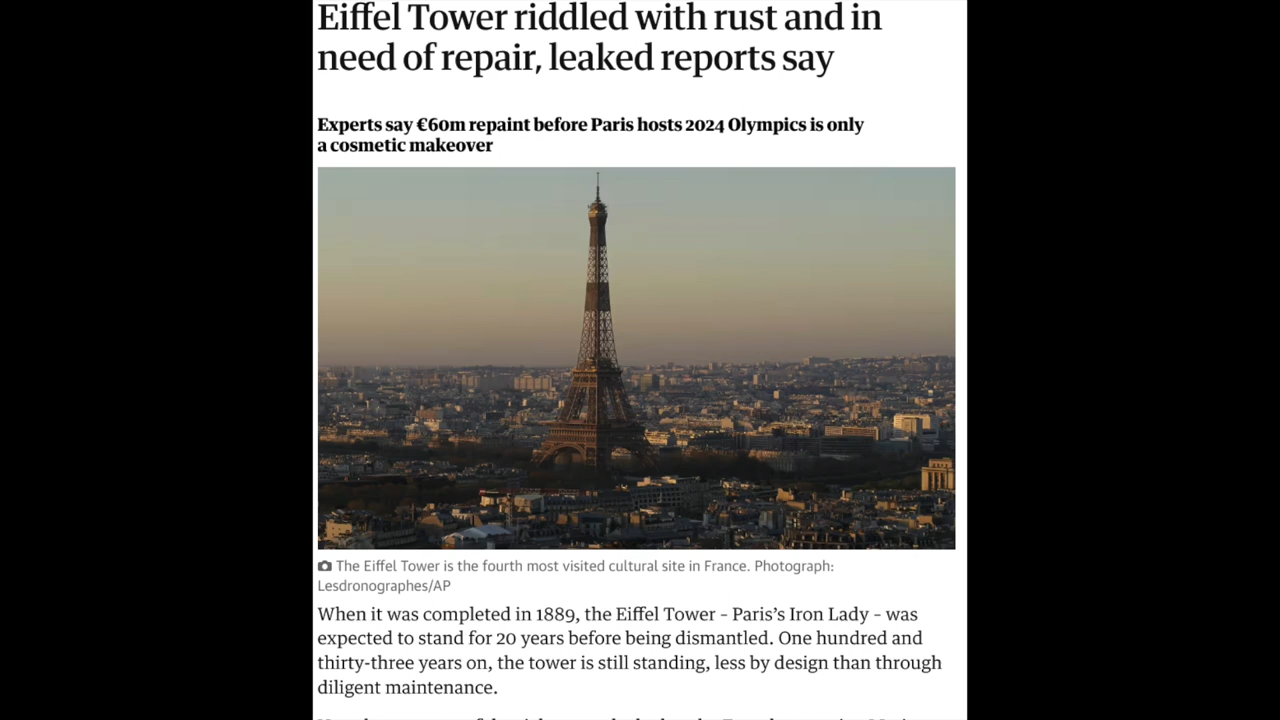 Eiffel Tower riddled with rust and in
need of repair, leaked reports say
Experts say €60m repaint before Paris hosts 2024 Olympics is only
a cosmetic makeover
The Eiffel Tower is the fourth most visited cultural site in France. Photograph:
Lesdronographes/AP
When it was completed in 1889, the Eiffel Tower – Paris’s Iron Lady – was
expected to stand for 20 years before being dismantled. One hundred and
thirty-three years on, the tower is still standing, less by design than through
diligent maintenance.